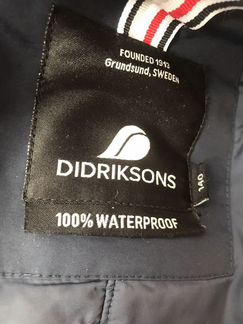 FOUNDED 1913
Grundsund, SWEDEN
DIDRIKSONS
140
100% WATERPROOF